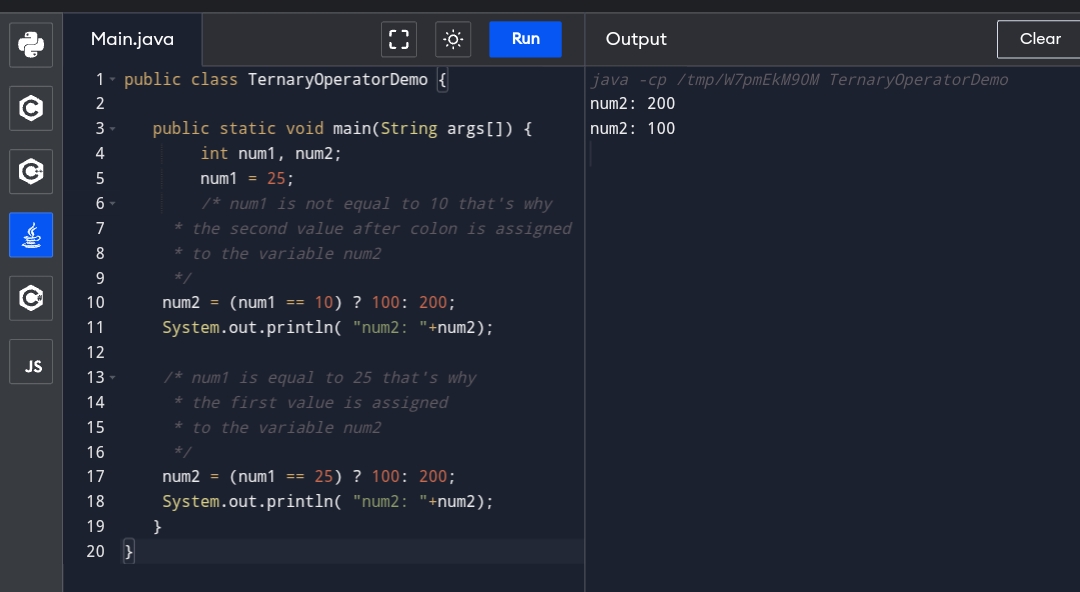 Main.java
Run
Output
Clear
JS
1 public class TernaryOperatorDemo {
2
3 public static void main(String args[]) {
4 int num1, num2;
5 num1 = 25;
6 /* num1 is not equal to 10 that's why
7 * the second value after colon is assigned
8 * to the variable num2
9 */
10 num2 = (num1 == 10) ? 100: 200;
11 System.out.println( "num2: "+num2);
12
13 /* num1 is equal to 25 that's why
14 * the first value is assigned
15 * to the variable num2
16 */
17 num2 = (num1 == 25) ? 100: 200;
18 System.out.println( "num2: "+num2);
19 }
20 }
java -cp /tmp/W7pmEkM90M TernaryOperatorDemo
num2: 200
num2: 100